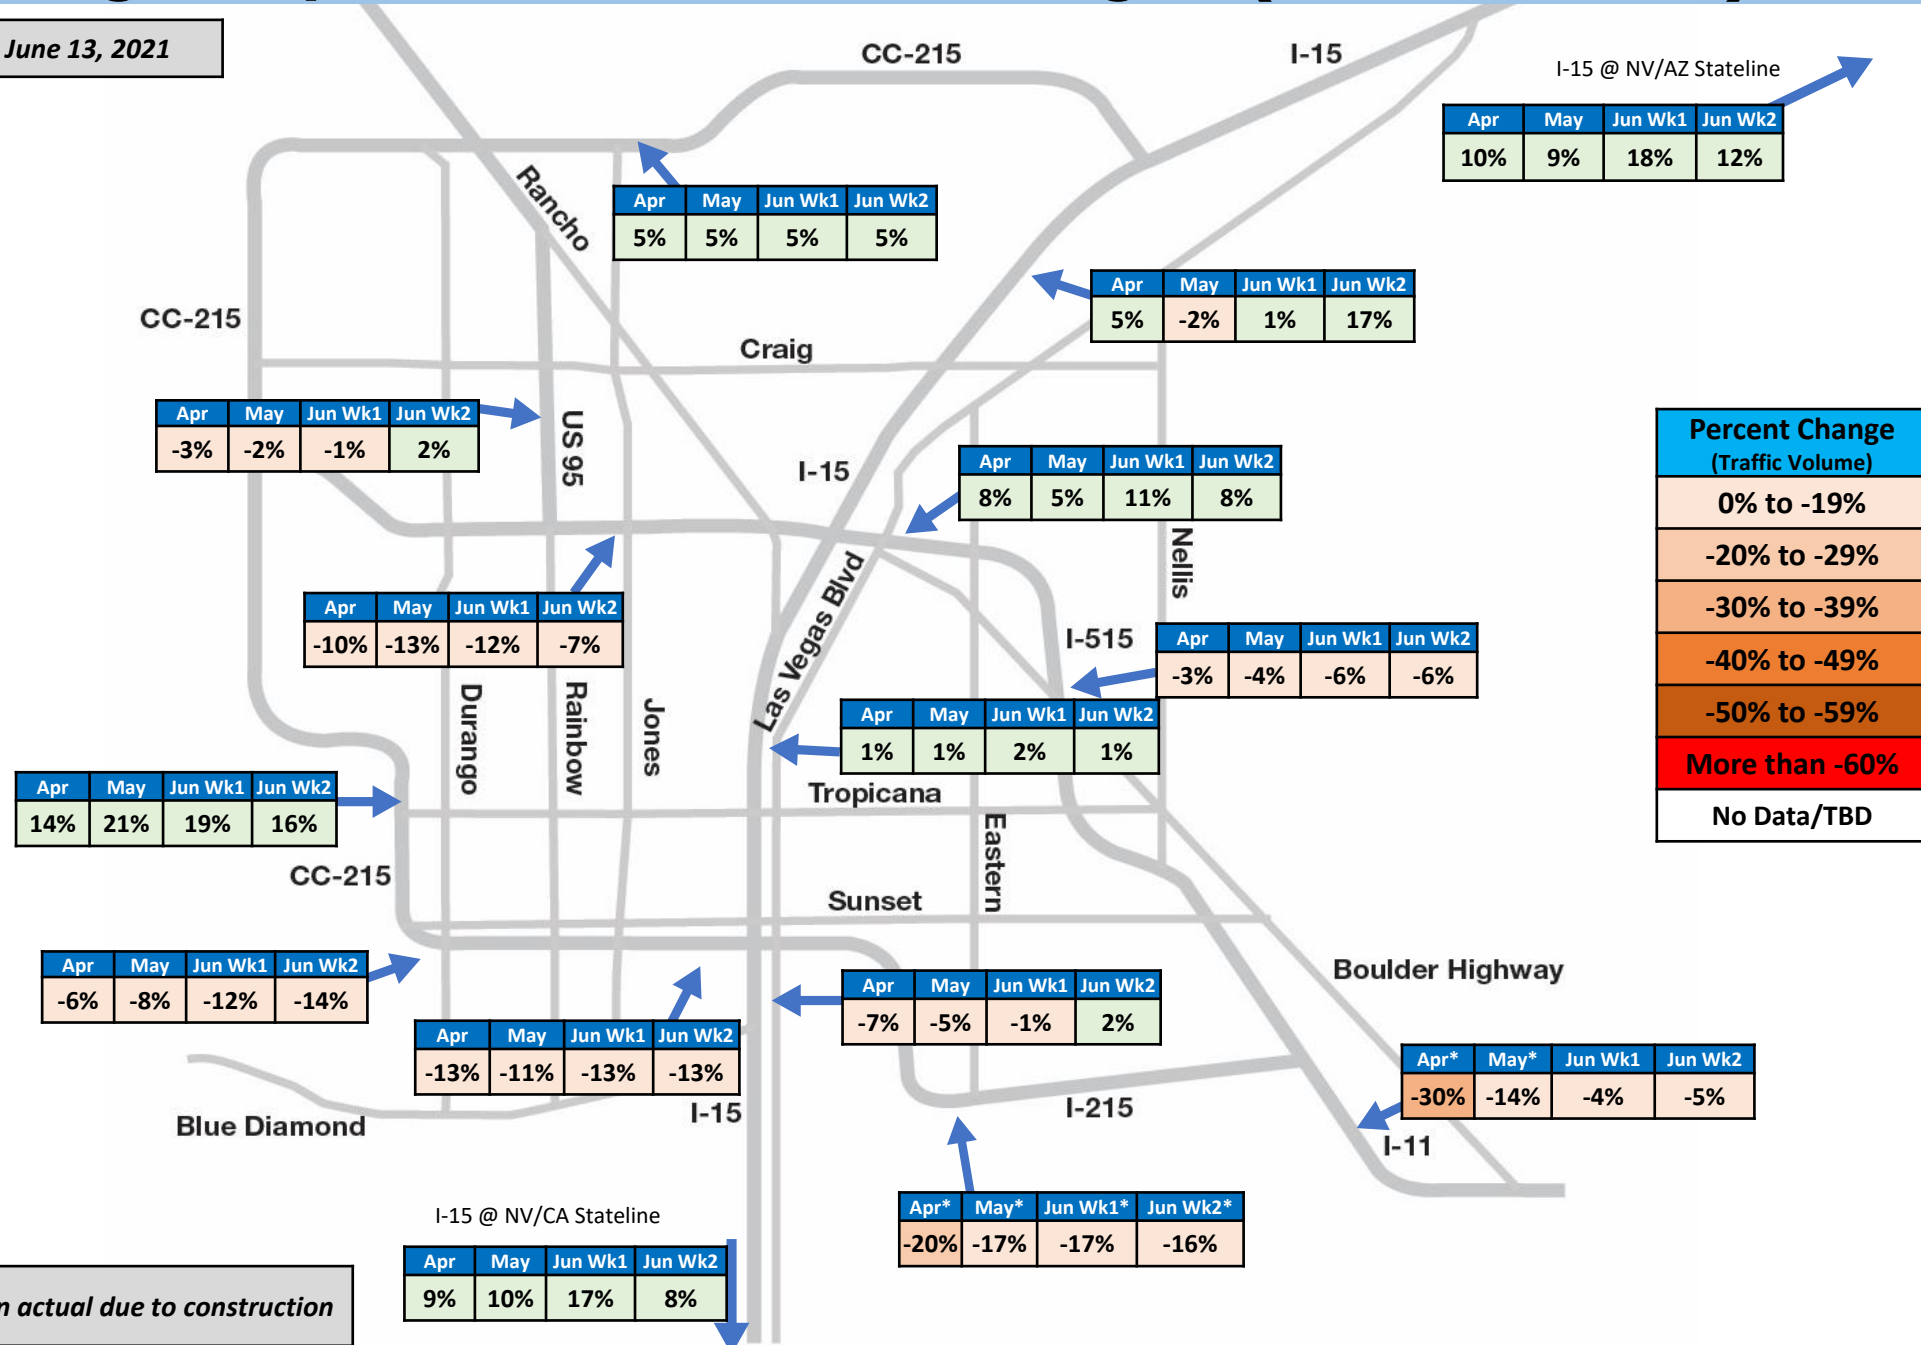 June 13, 2021
CC-215
I-15
I-15 @ NV/AZ Stateline
Apr May Jun Wk1 Jun Wk2
10% 9% 18% 12%
Rancho
Apr May Jun Wk1 Jun Wk2
5% 5% 5% 5%
Apr May Jun Wk1 Jun Wk2
5% -2% 1% 17%
CC-215
Craig
Apr May Jun Wk1 Jun Wk2
-3% -2% -1% 2%
US 95
I-15
Apr May Jun Wk1 Jun Wk2
8% 5% 11% 8%
Percent Change
(Traffic Volume)
0% to -19%
-20% to -29%
-30% to -39%
-40% to -49%
-50% to -59%
More than -60%
No Data/TBD
Nellis
Las Vegas Blvd
Apr May Jun Wk1 Jun Wk2
-10% -13% -12% -7%
I-515
Apr May Jun Wk1 Jun Wk2
-3% -4% -6% -6%
Durango
Rainbow
Jones
Apr May Jun Wk1 Jun Wk2
1% 1% 2% 1%
Apr May Jun Wk1 Jun Wk2
14% 21% 19% 16%
Tropicana
Eastern
CC-215
Sunset
Apr May Jun Wk1 Jun Wk2
-6% -8% -12% -14%
Boulder Highway
Apr May Jun Wk1 Jun Wk2
-7% -5% -1% 2%
Apr May Jun Wk1 Jun Wk2
-13% -11% -13% -13%
Apr* May* Jun Wk1 Jun Wk2
-30% -14% -4% -5%
Blue Diamond
I-15
I-215
I-11
Apr* May* Jun Wk1* Jun Wk2*
-20% -17% -17% -16%
I-15 @ NV/CA Stateline
Apr May Jun Wk1 Jun Wk2
9% 10% 17% 8%
n actual due to construction